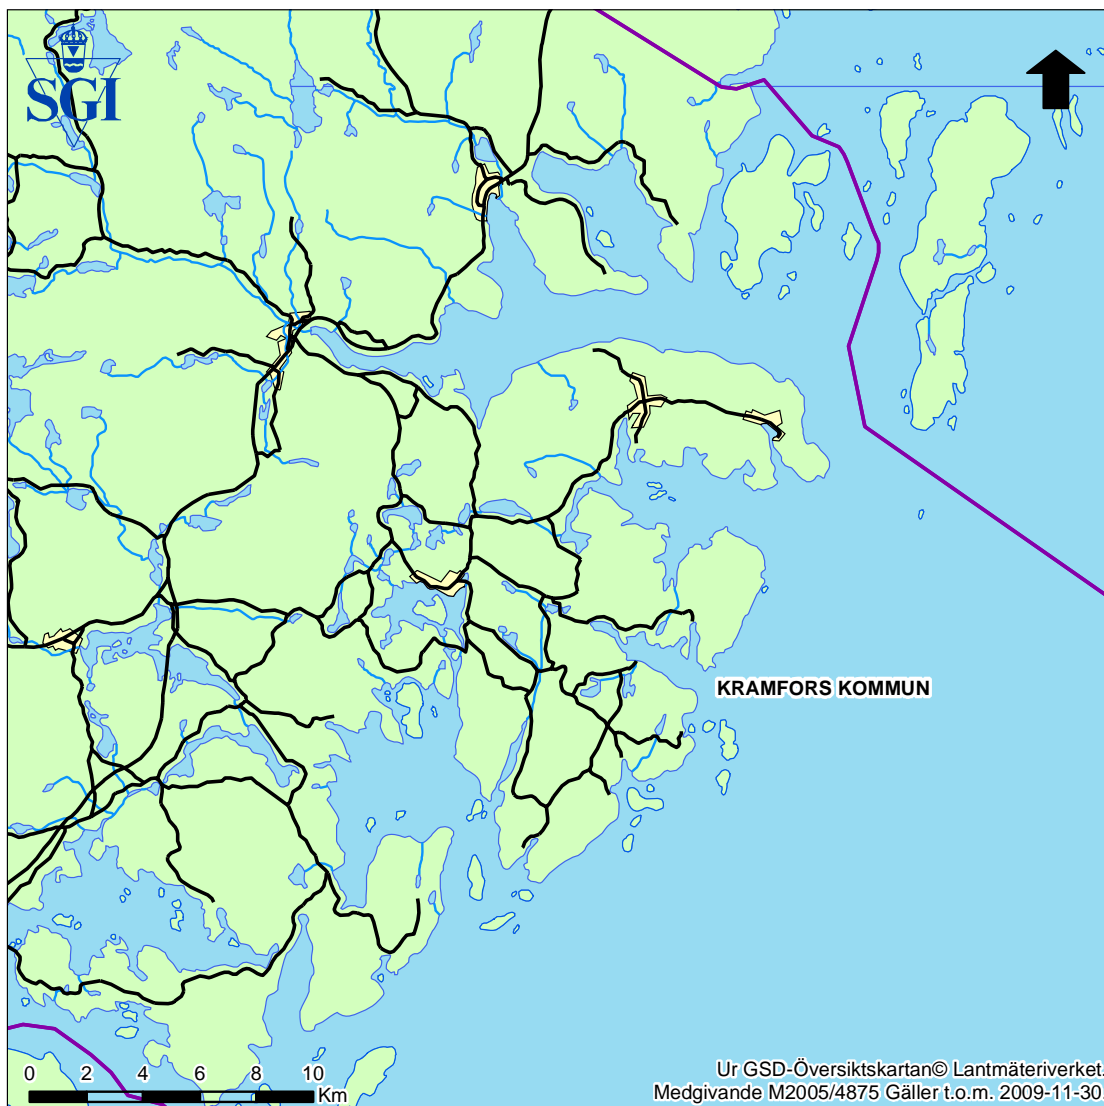 SGI
KRAMFORS KOMMUN
0 2 4 6 8 10
Km
Ur GSD-Översiktskartan© Lantmäteriverket.
Medgivande M2005/4875 Gäller t.o.m. 2009-11-30